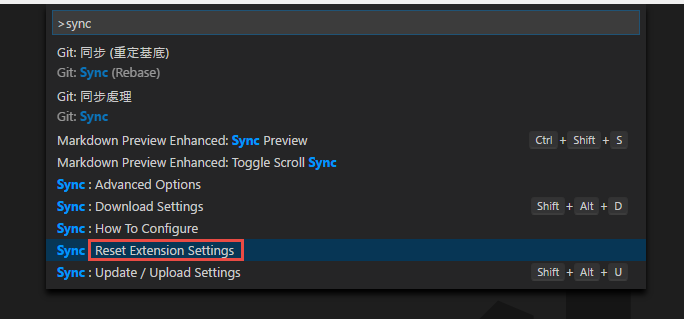 >sync
Git: 同步 (重定基底)
Git: Sync (Rebase)
Git: 同步處理
Git: Sync
Markdown Preview Enhanced: Sync Preview Ctrl + Shift + S
Markdown Preview Enhanced: Toggle Scroll Sync
Sync : Advanced Options
Sync : Download Settings Shift + Alt + D
Sync : How To Configure
Sync Reset Extension Settings
Sync : Update / Upload Settings Shift + Alt + U